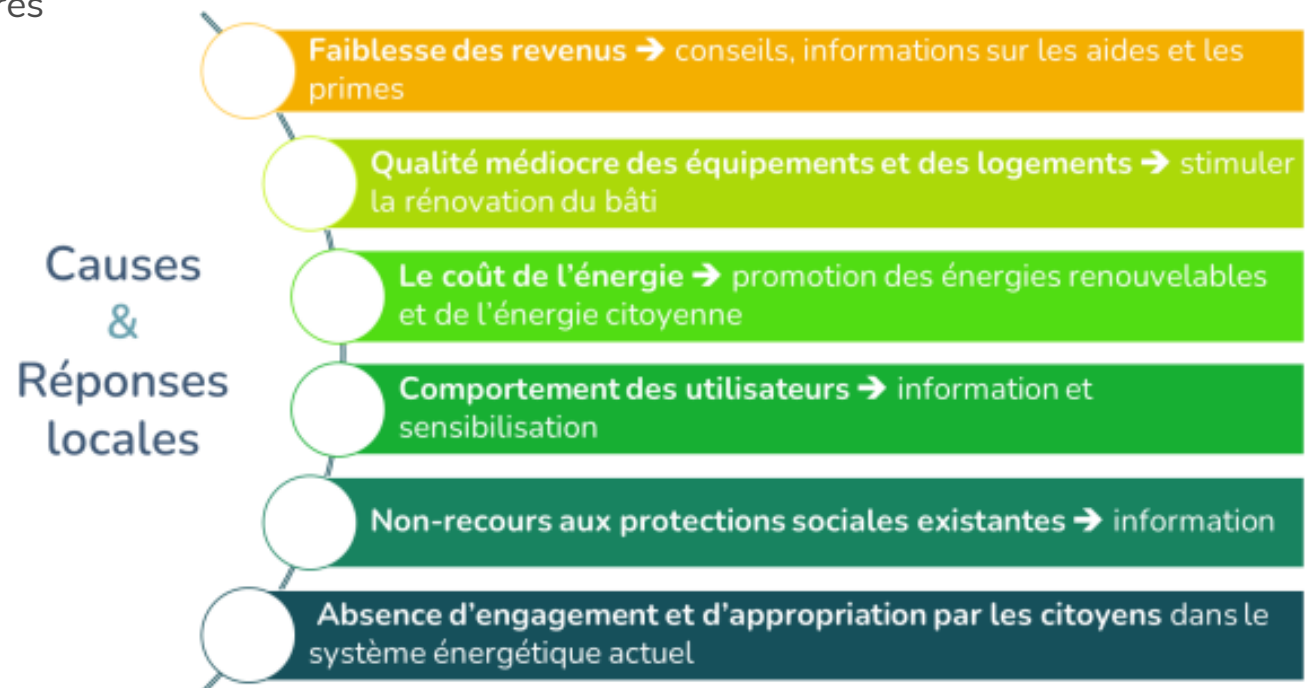 Faiblesse des revenus ➔ conseils, informations sur les aides et les
primes
Qualité médiocre des équipements et des logements ➔ stimuler
la rénovation du bâti
Causes
&
Réponses
locales
Le coût de l’énergie ➔ promotion des énergies renouvelables
et de l’énergie citoyenne
Comportement des utilisateurs ➔ information et
sensibilisation
Non-recours aux protections sociales existantes ➔ information
Absence d’engagement et d’appropriation par les citoyens dans le
système énergétique actuel